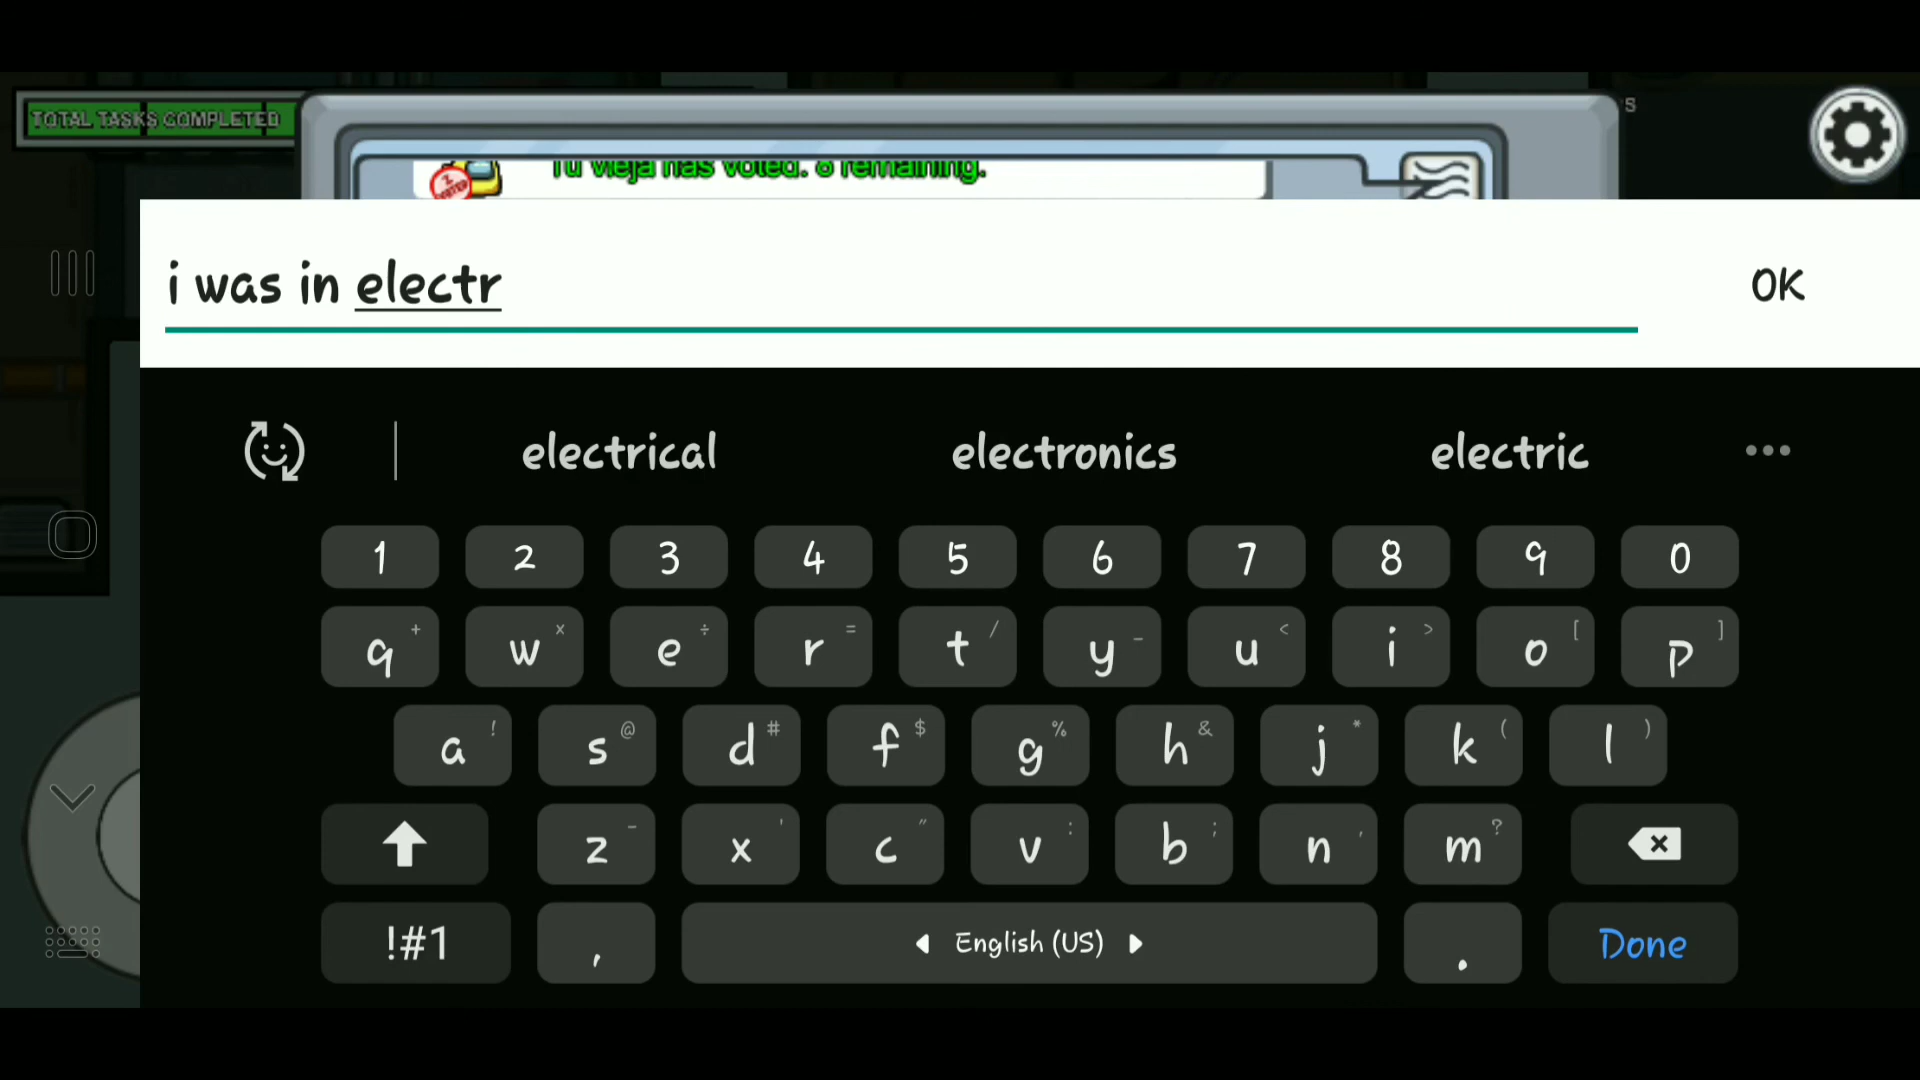 TOTAL TASKS COMPLETED
Tu vieja has voted. 8 remaining.
i was in electr
OK
electrical electronics electric
1 2 3 4 5 6 7 8 9 0
q + w × e ÷ r = t / y _ u < i > o [ p ]
a ! s @ d # f $ g % h & j * k ( l )
z - x ' c " v : b ; n , m ?
!#1 , English (US) . Done